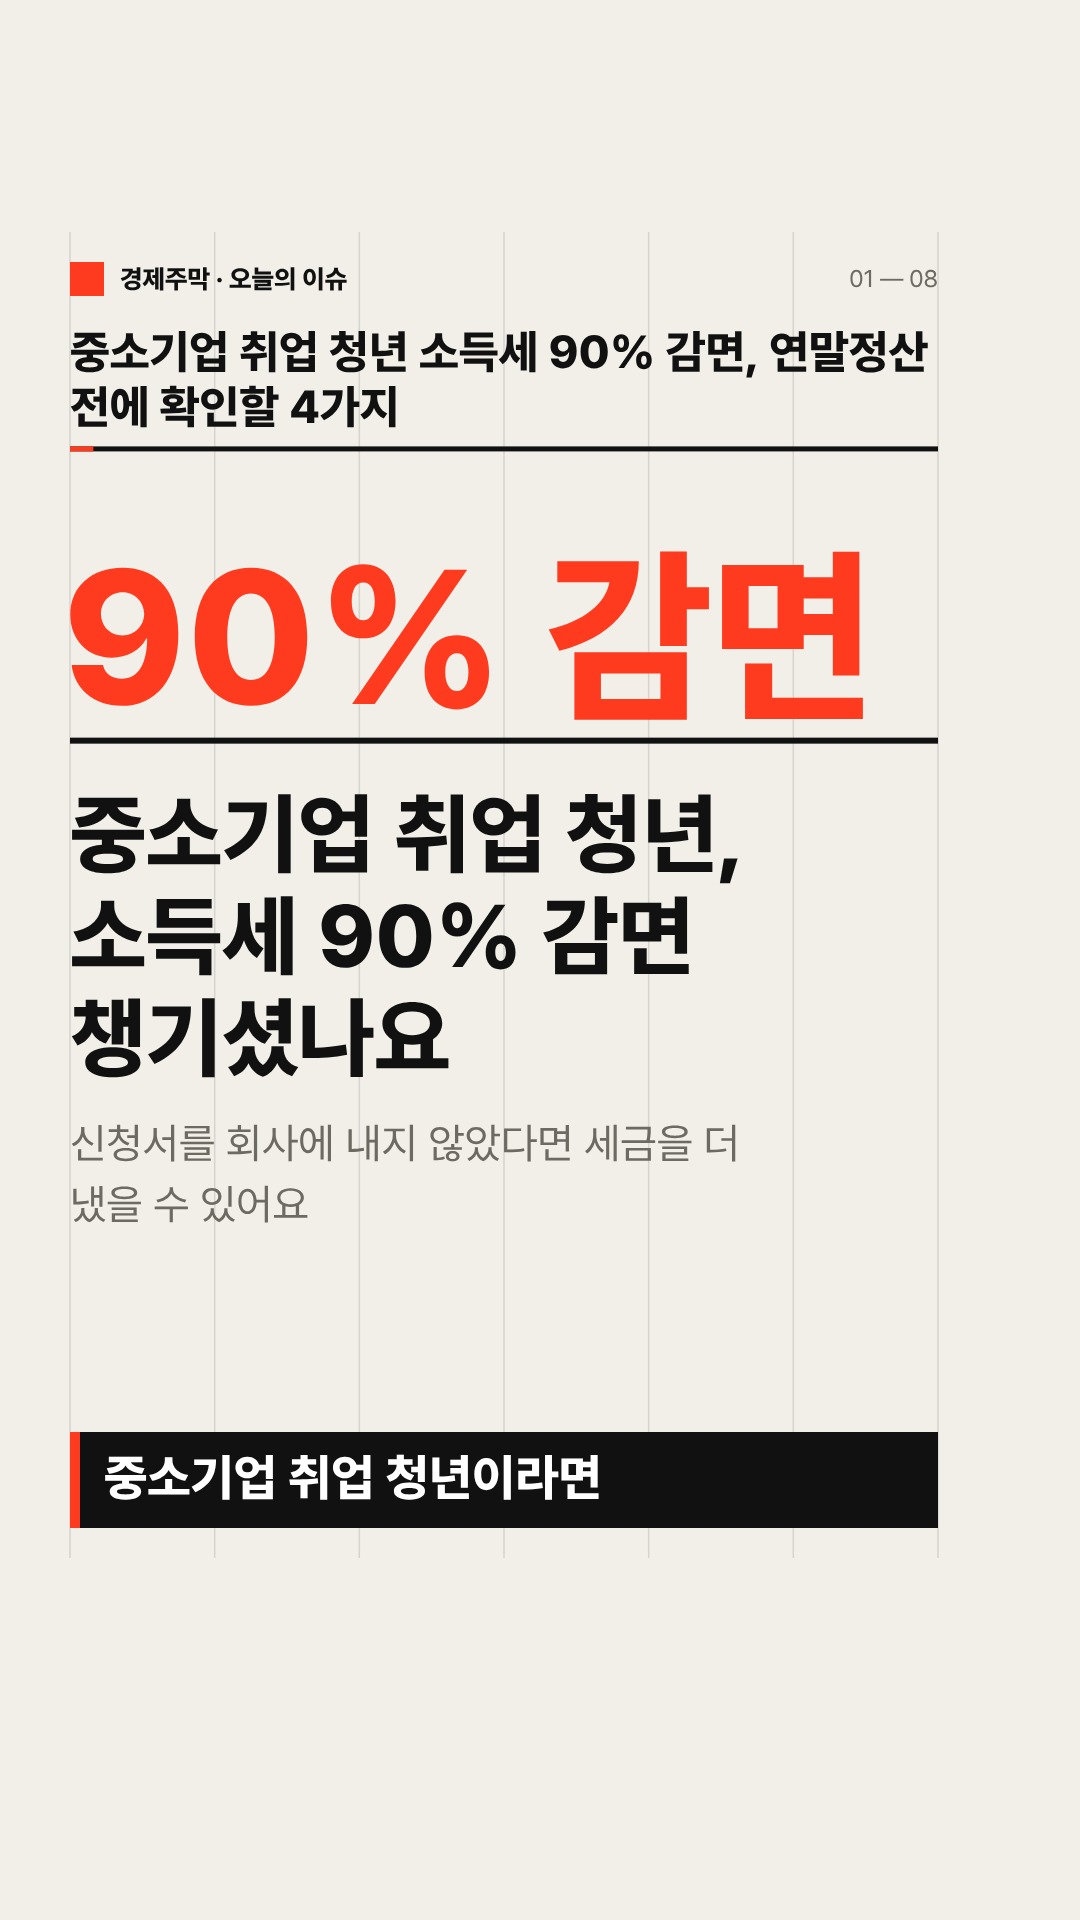 경제주막 · 오늘의 이슈
01 — 08
중소기업 취업 청년 소득세 90% 감면, 연말정산
전에 확인할 4가지
90% 감면
중소기업 취업 청년,
소득세 90% 감면
챙기셨나요
신청서를 회사에 내지 않았다면 세금을 더
냈을 수 있어요
중소기업 취업 청년이라면